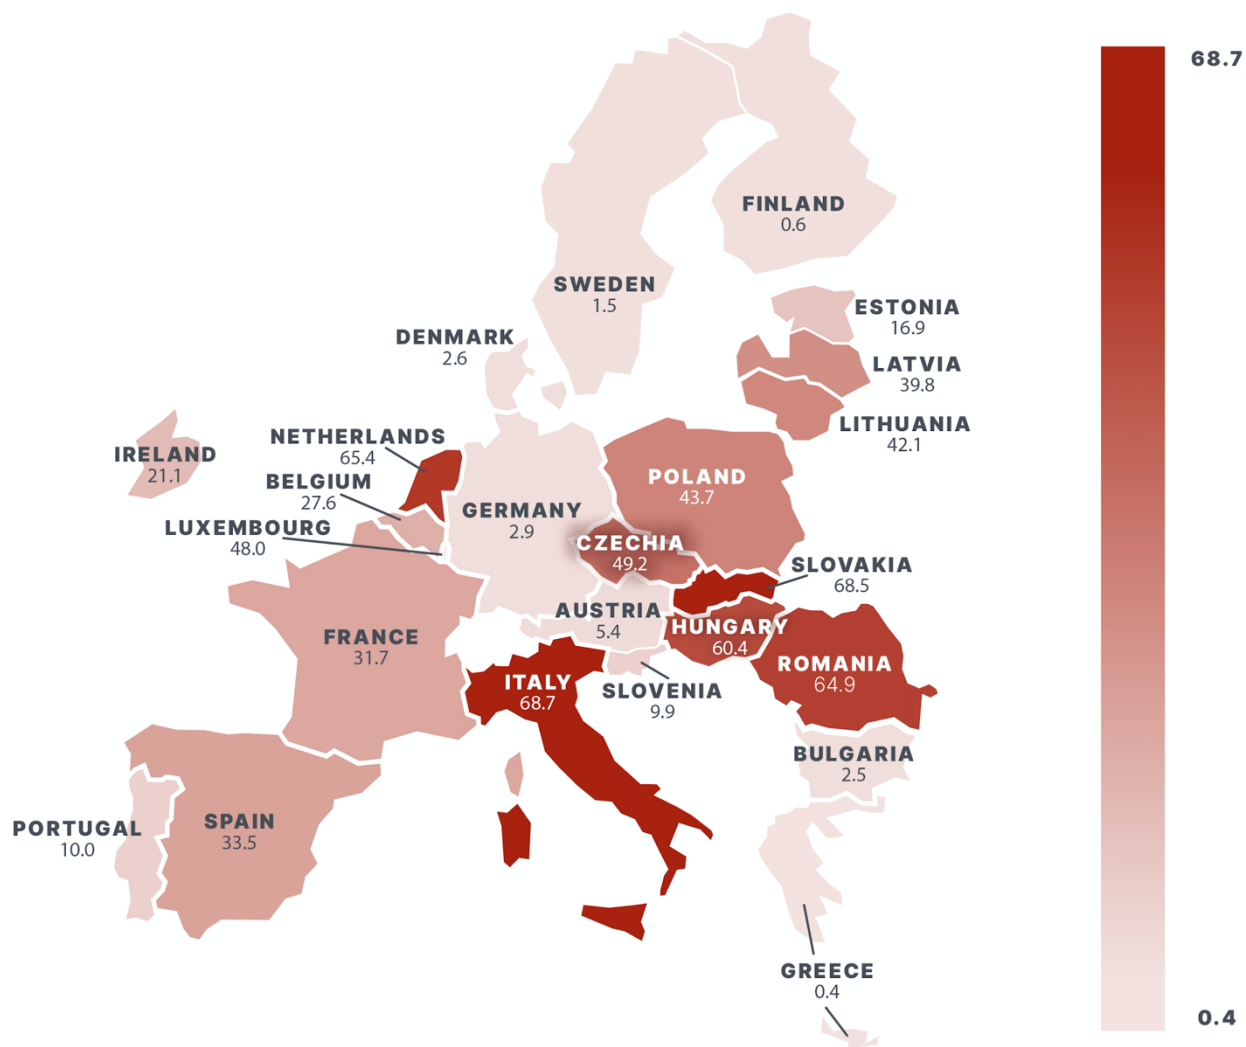 68.7
FINLAND
0.6
SWEDEN
1.5
ESTONIA
16.9
DENMARK
2.6
LATVIA
39.8
LITHUANIA
42.1
NETHERLANDS
65.4
IRELAND
21.1
BELGIUM
27.6
POLAND
43.7
GERMANY
2.9
LUXEMBOURG
48.0
CZECHIA
49.2
SLOVAKIA
68.5
AUSTRIA
5.4
HUNGARY
60.4
FRANCE
31.7
ROMANIA
64.9
ITALY
68.7
SLOVENIA
9.9
BULGARIA
2.5
SPAIN
33.5
PORTUGAL
10.0
GREECE
0.4
0.4